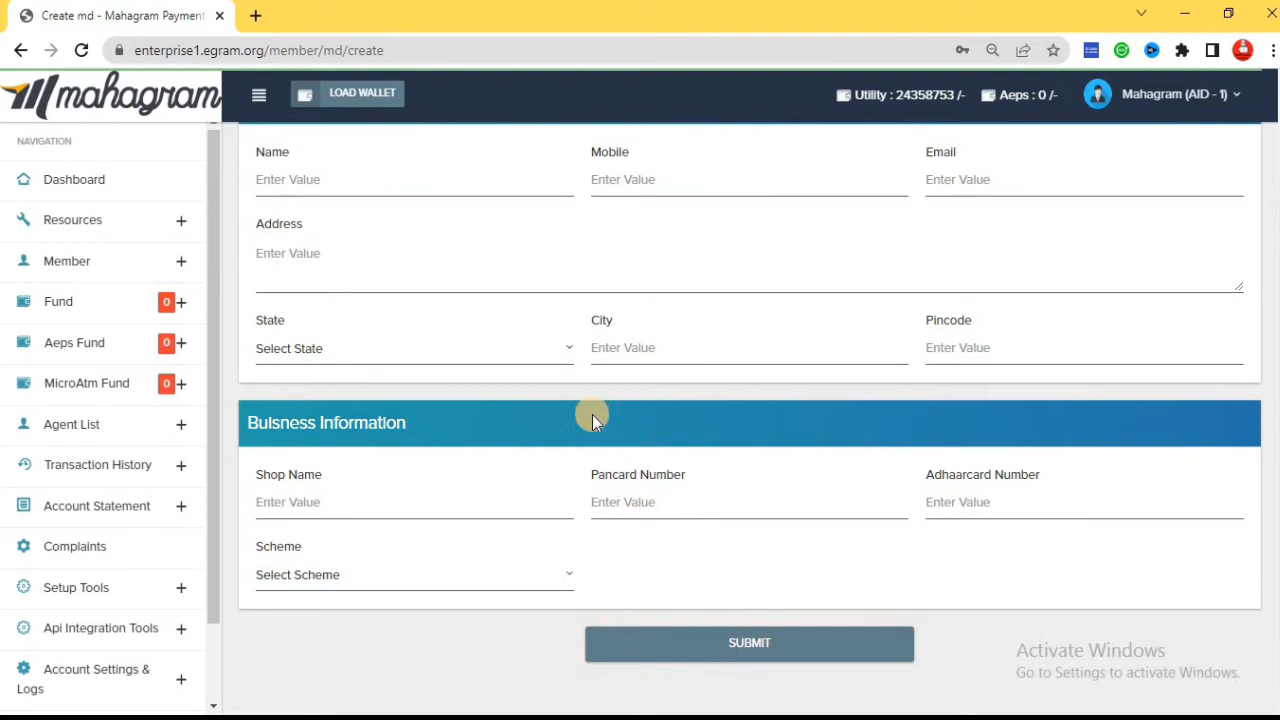 Create md - Mahagram Payment
enterprise1.egram.org/member/md/create
mahagram
LOAD WALLET
Utility : 24358753 /-
Aeps : 0 /-
Mahagram (AID - 1)
NAVIGATION
Dashboard
Resources
Member
Fund
0
Aeps Fund
0
MicroAtm Fund
0
Agent List
Transaction History
Account Statement
Complaints
Setup Tools
Api Integration Tools
Account Settings &
Logs
Name
Mobile
Email
Enter Value
Enter Value
Enter Value
Address
Enter Value
State
City
Pincode
Select State
Enter Value
Enter Value
Buisness Information
Shop Name
Pancard Number
Adhaarcard Number
Enter Value
Enter Value
Enter Value
Scheme
Select Scheme
SUBMIT
Activate Windows
Go to Settings to activate Windows.